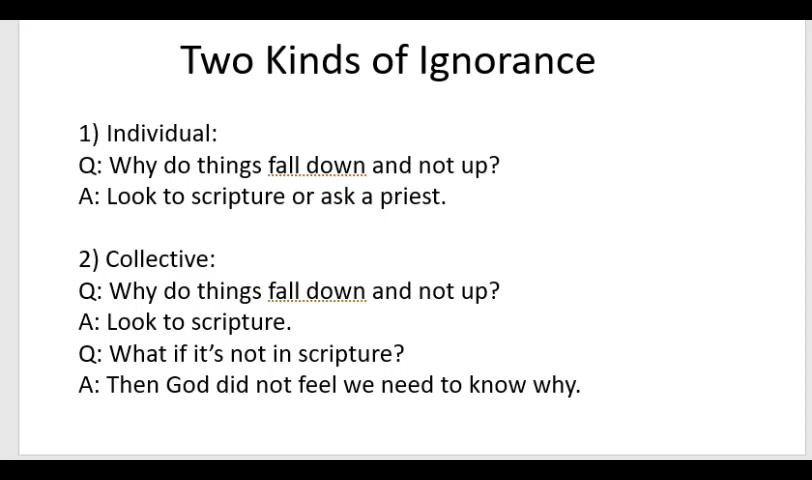 Two Kinds of Ignorance
1) Individual:
Q: Why do things fall down and not up?
A: Look to scripture or ask a priest.
2) Collective:
Q: Why do things fall down and not up?
A: Look to scripture.
Q: What if it’s not in scripture?
A: Then God did not feel we need to know why.